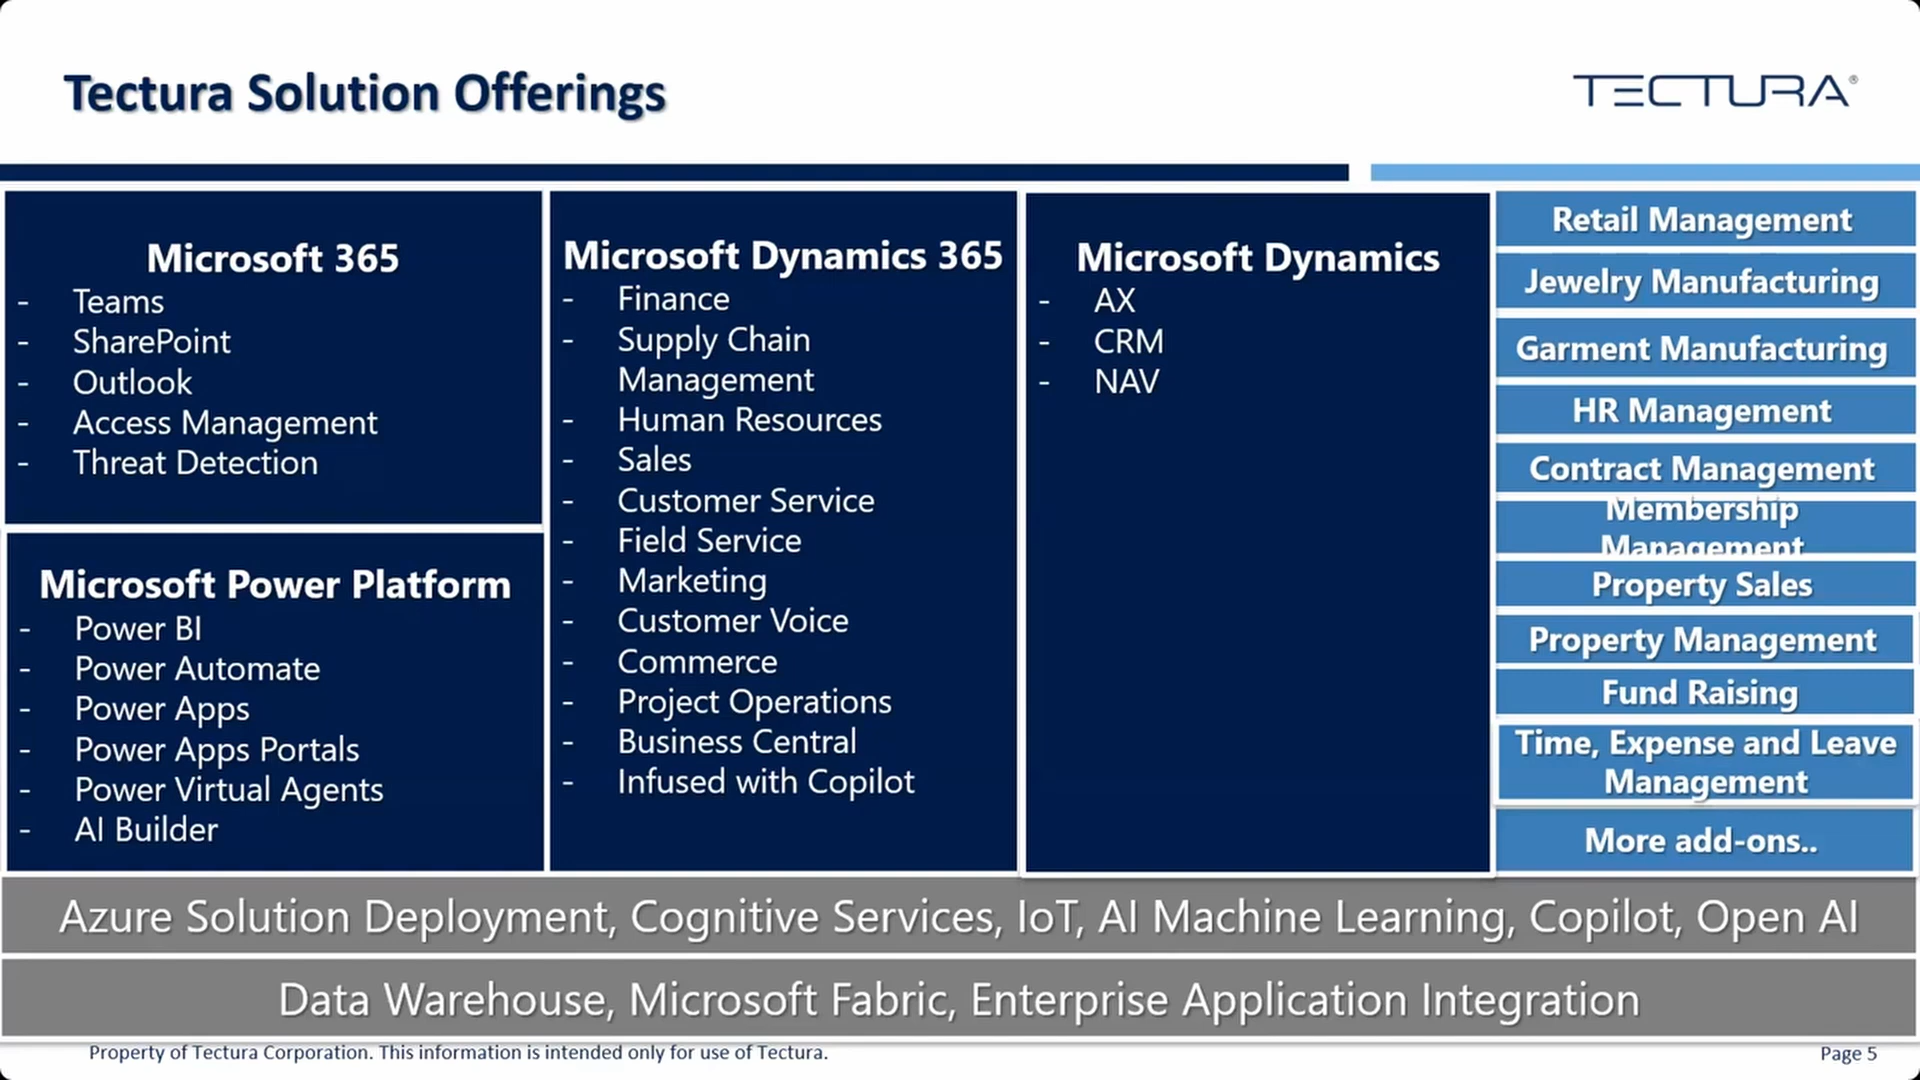 Tectura Solution Offerings
TECTURA®
Microsoft 365
- Teams
- SharePoint
- Outlook
- Access Management
- Threat Detection
Microsoft Power Platform
- Power BI
- Power Automate
- Power Apps
- Power Apps Portals
- Power Virtual Agents
- AI Builder
Microsoft Dynamics 365
- Finance
- Supply Chain
Management
- Human Resources
- Sales
- Customer Service
- Field Service
- Marketing
- Customer Voice
- Commerce
- Project Operations
- Business Central
- Infused with Copilot
Microsoft Dynamics
- AX
- CRM
- NAV
Retail Management
Jewelry Manufacturing
Garment Manufacturing
HR Management
Contract Management
Membership
Management
Property Sales
Property Management
Fund Raising
Time, Expense and Leave
Management
More add-ons..
Azure Solution Deployment, Cognitive Services, IoT, AI Machine Learning, Copilot, Open AI
Data Warehouse, Microsoft Fabric, Enterprise Application Integration
Property of Tectura Corporation. This information is intended only for use of Tectura.
Page 5